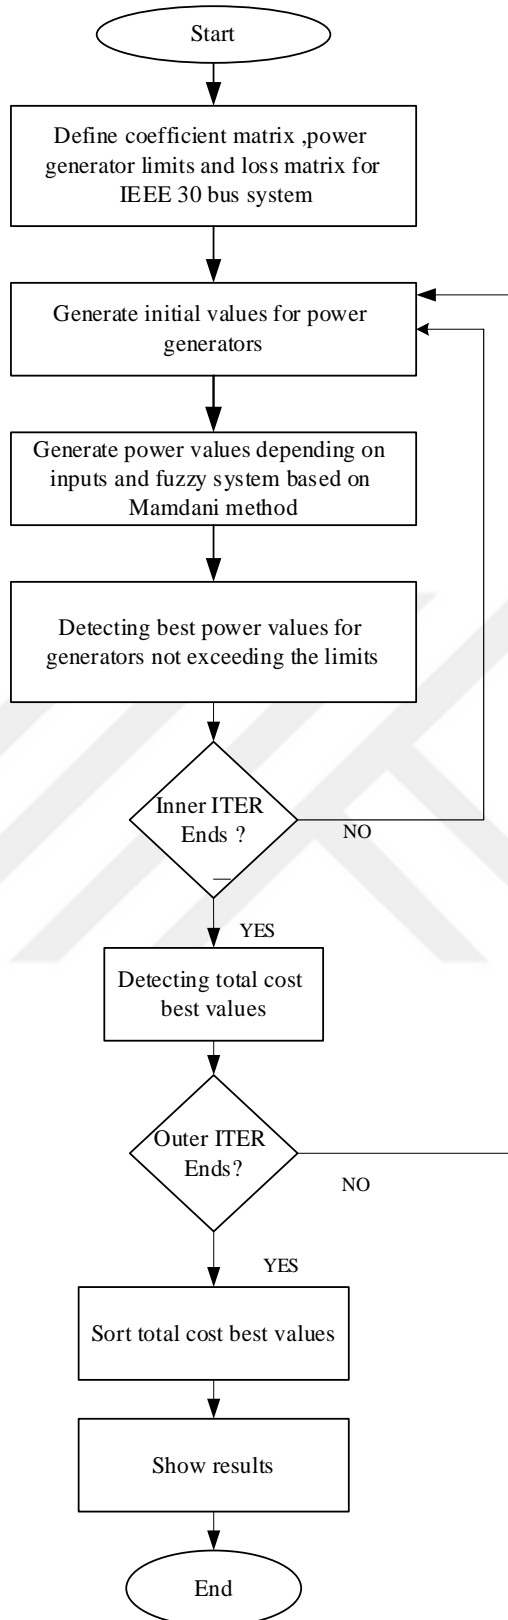 Start
Define coefficient matrix ,power
generator limits and loss matrix for
IEEE 30 bus system
Generate initial values for power
generators
Generate power values depending on
inputs and fuzzy system based on
Mamdani method
Detecting best power values for
generators not exceeding the limits
Inner ITER
Ends ?
NO
YES
Detecting total cost
best values
Outer ITER
Ends?
NO
YES
Sort total cost best values
Show results
End